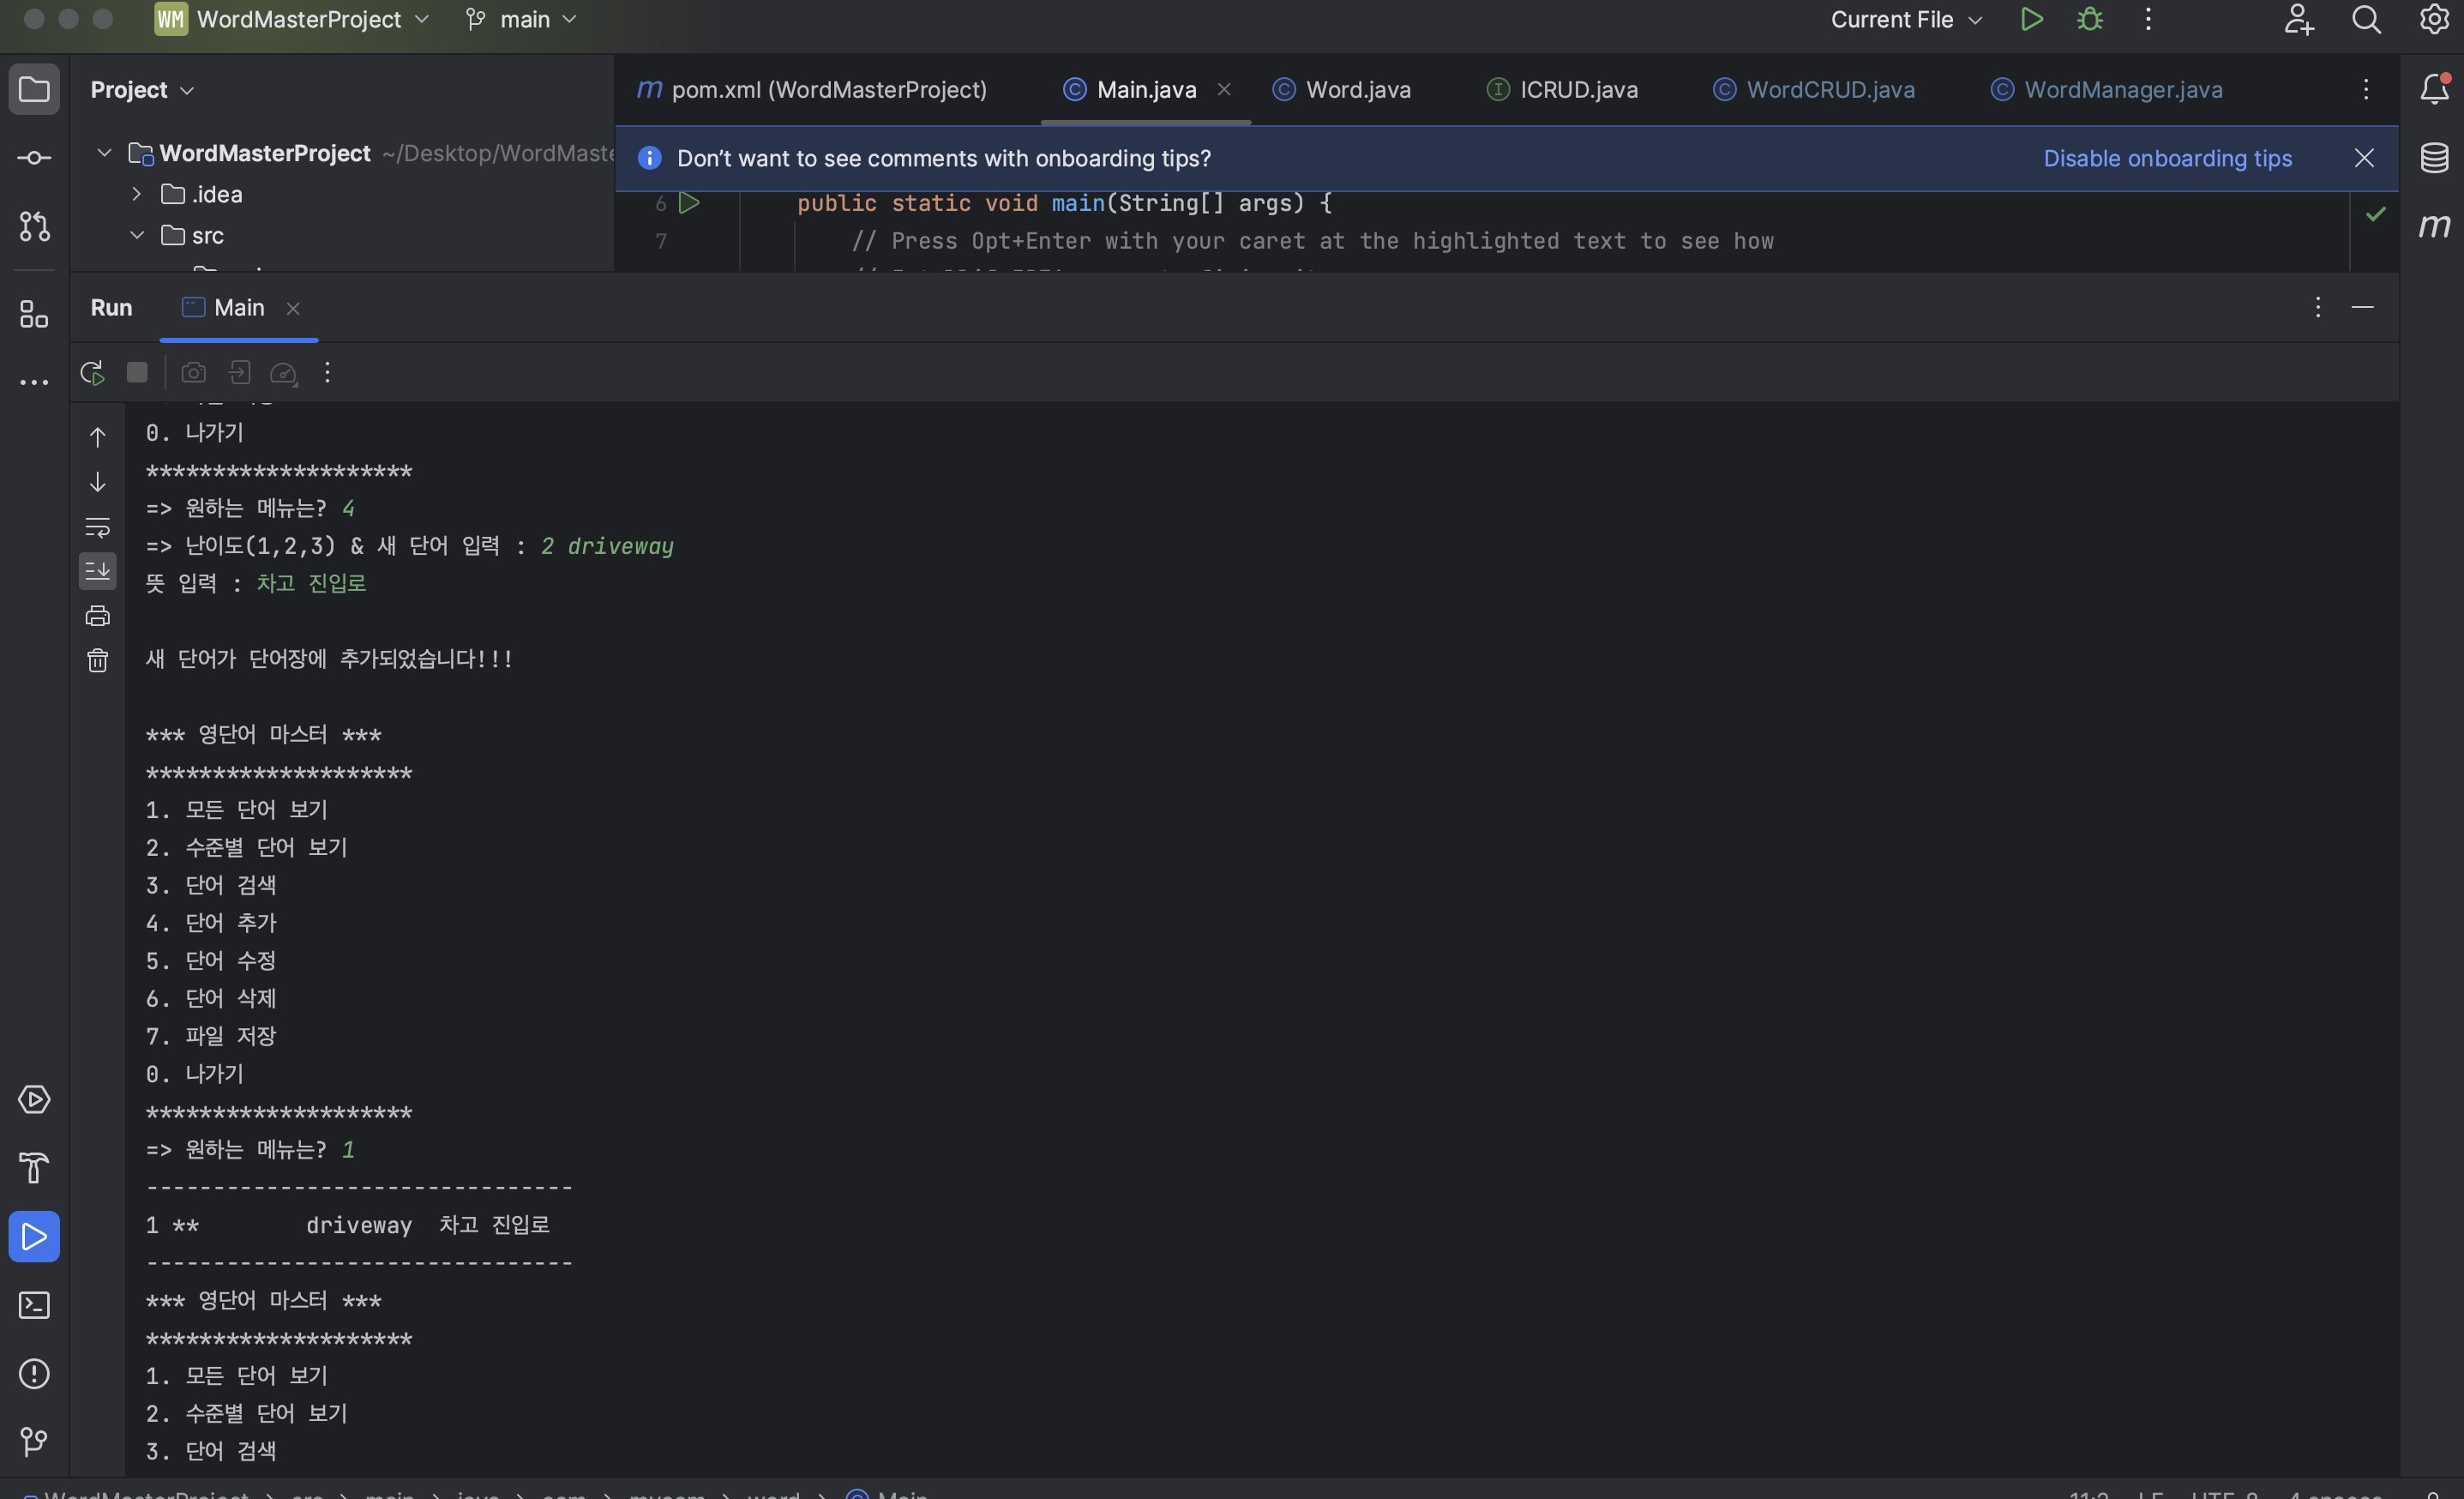 WM WordMasterProject main Current File
Project
pom.xml (WordMasterProject) Main.java Word.java ICRUD.java WordCRUD.java WordManager.java
WordMasterProject ~/Desktop/WordMaste
Don't want to see comments with onboarding tips? Disable onboarding tips
.idea
6 public static void main(String[] args) {
src
7 // Press Opt+Enter with your caret at the highlighted text to see how
Run Main
0. 나가기
********************
=> 원하는 메뉴는? 4
=> 난이도(1,2,3) & 새 단어 입력 : 2 driveway
뜻 입력 : 차고 진입로
새 단어가 단어장에 추가되었습니다!!!
*** 영단어 마스터 ***
********************
1. 모든 단어 보기
2. 수준별 단어 보기
3. 단어 검색
4. 단어 추가
5. 단어 수정
6. 단어 삭제
7. 파일 저장
0. 나가기
********************
=> 원하는 메뉴는? 1
--------------------------------
1 ** driveway 차고 진입로
--------------------------------
*** 영단어 마스터 ***
********************
1. 모든 단어 보기
2. 수준별 단어 보기
3. 단어 검색
WordMasterProject > src > main > java > com > mycom > word > Main